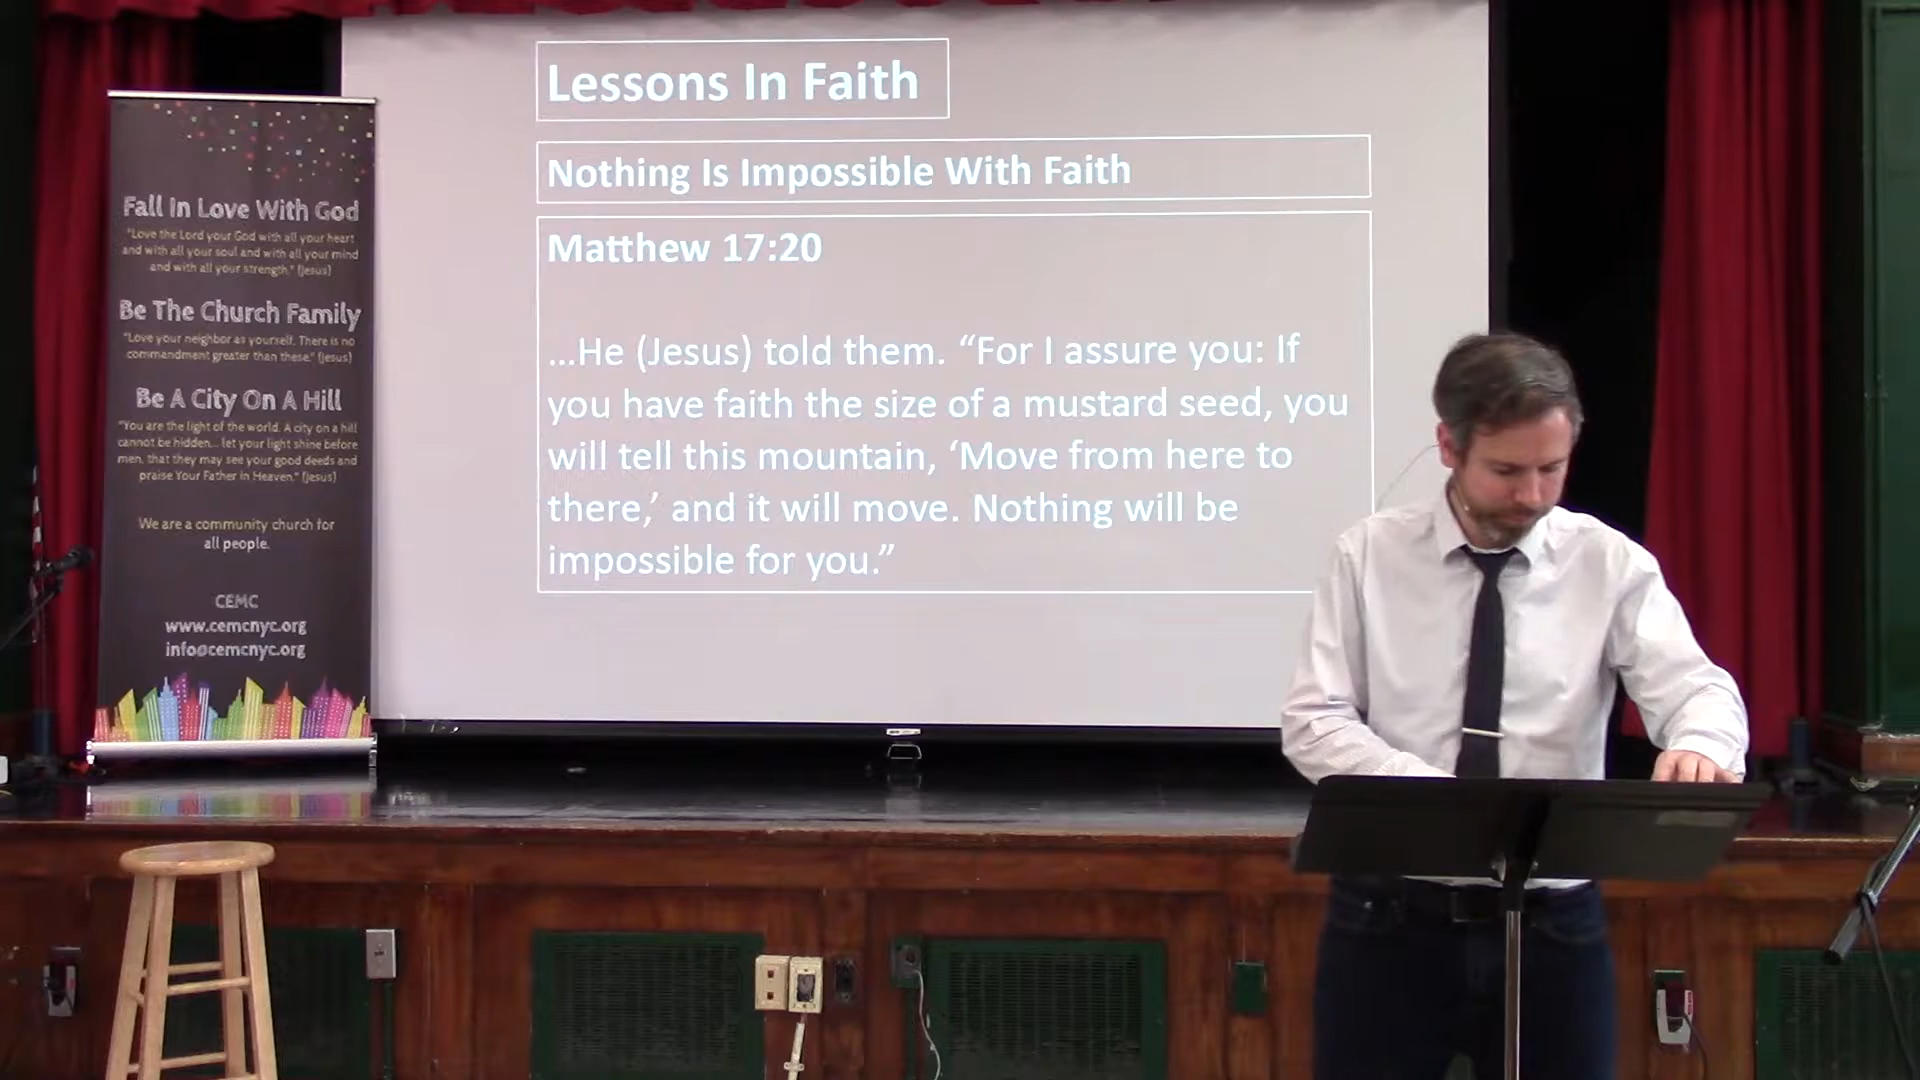 Lessons In Faith
Nothing Is Impossible With Faith
Matthew 17:20
...He (Jesus) told them. “For I assure you: If
you have faith the size of a mustard seed, you
will tell this mountain, ‘Move from here to
there,’ and it will move. Nothing will be
impossible for you.”
Fall In Love With God
"Love the Lord your God with all your heart
and with all your soul and with all your mind
and with all your strength." (Jesus)
Be The Church Family
"Love your neighbor as yourself. There is no
commandment greater than these." (Jesus)
Be A City On A Hill
"You are the light of the world. A city on a hill
cannot be hidden... let your light shine before
men, that they may see your good deeds and
praise Your Father in Heaven." (Jesus)
We are a community church for
all people.
CEMC
www.cemcnyc.org
info@cemcnyc.org